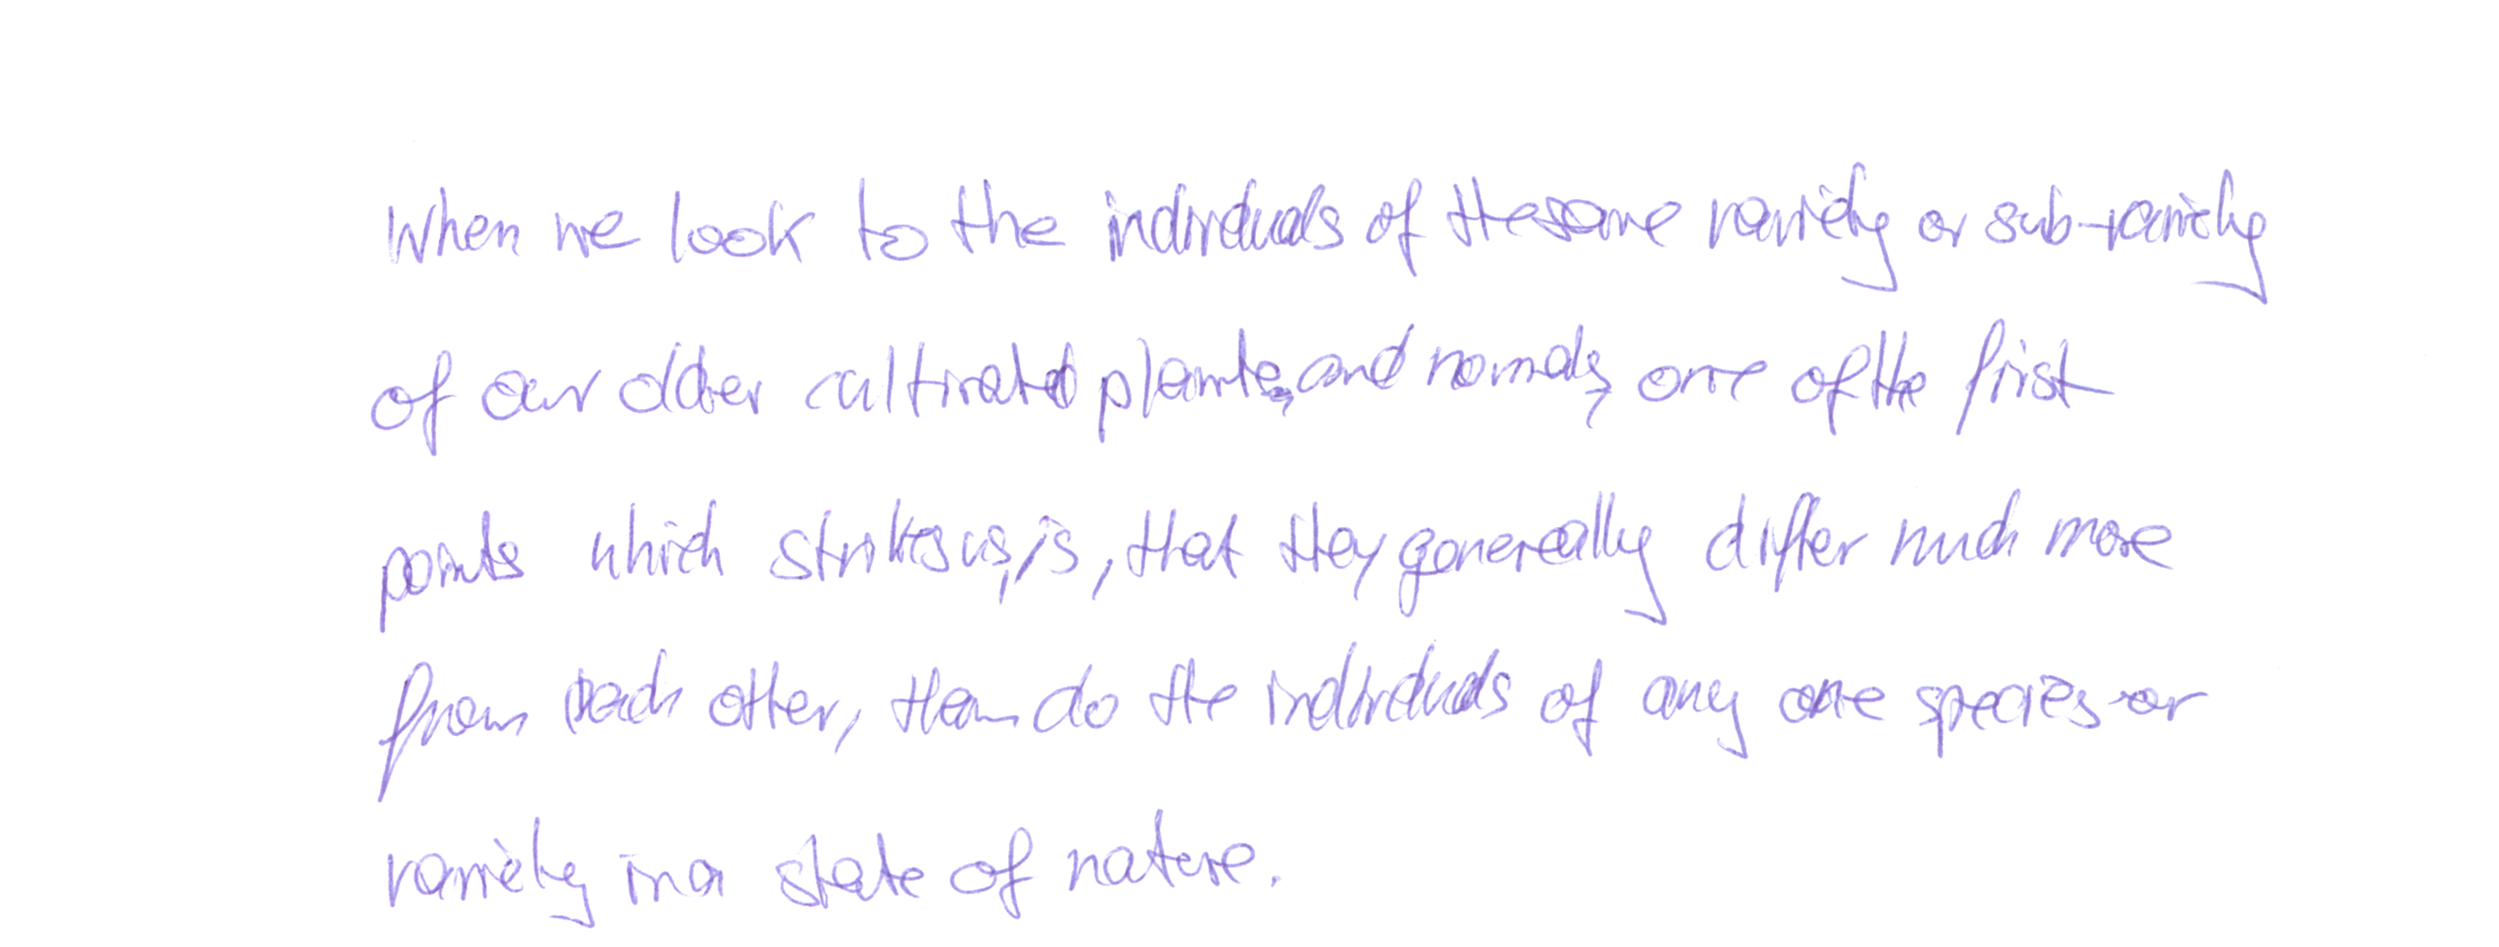 When we look to the individuals of the same variety or sub-variety
of our older cultivated plants and animals, one of the first
points which strikes us, is, that they generally differ much more
from each other, than do the individuals of any one species or
variety in a state of nature.